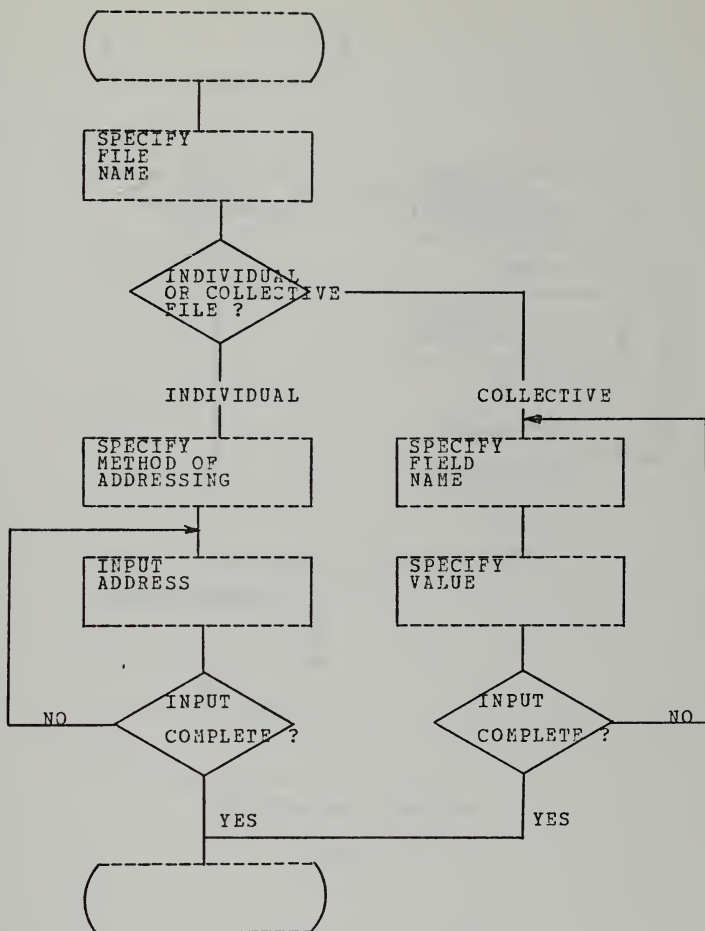 SPECIFY
FILE
NAME
INDIVIDUAL
OR COLLECTIVE
FILE ?
INDIVIDUAL
COLLECTIVE
SPECIFY
METHOD OF
ADDRESSING
SPECIFY
FIELD
NAME
INPUT
ADDRESS
SPECIFY
VALUE
INPUT
COMPLETE ?
NO
INPUT
COMPLETE ?
NO
YES
YES